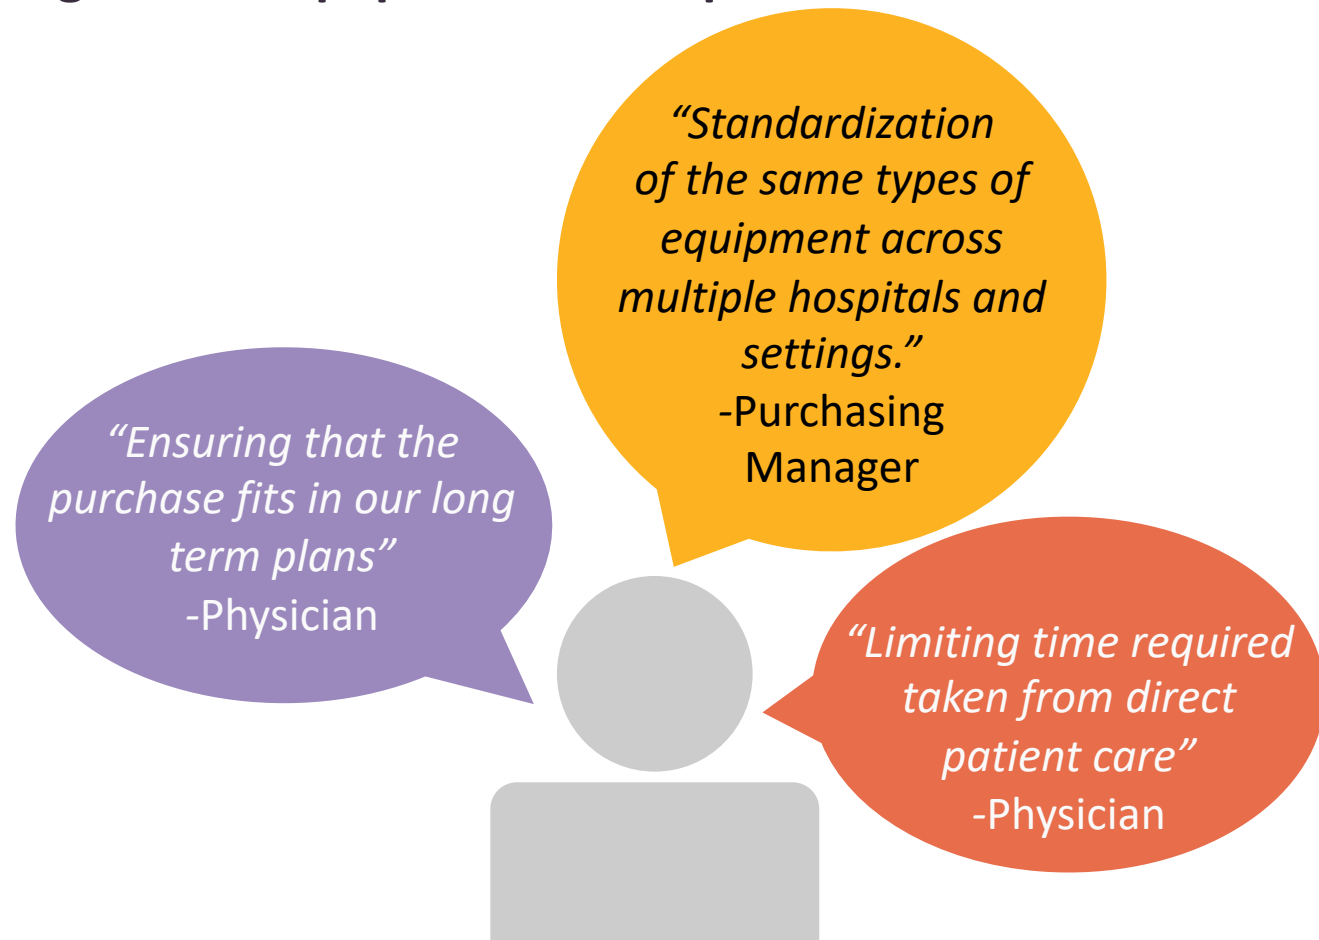 “Standardization
of the same types of
equipment across
multiple hospitals and
settings.”
-Purchasing
Manager
“Ensuring that the
purchase fits in our long
term plans”
-Physician
“Limiting time required
taken from direct
patient care”
-Physician